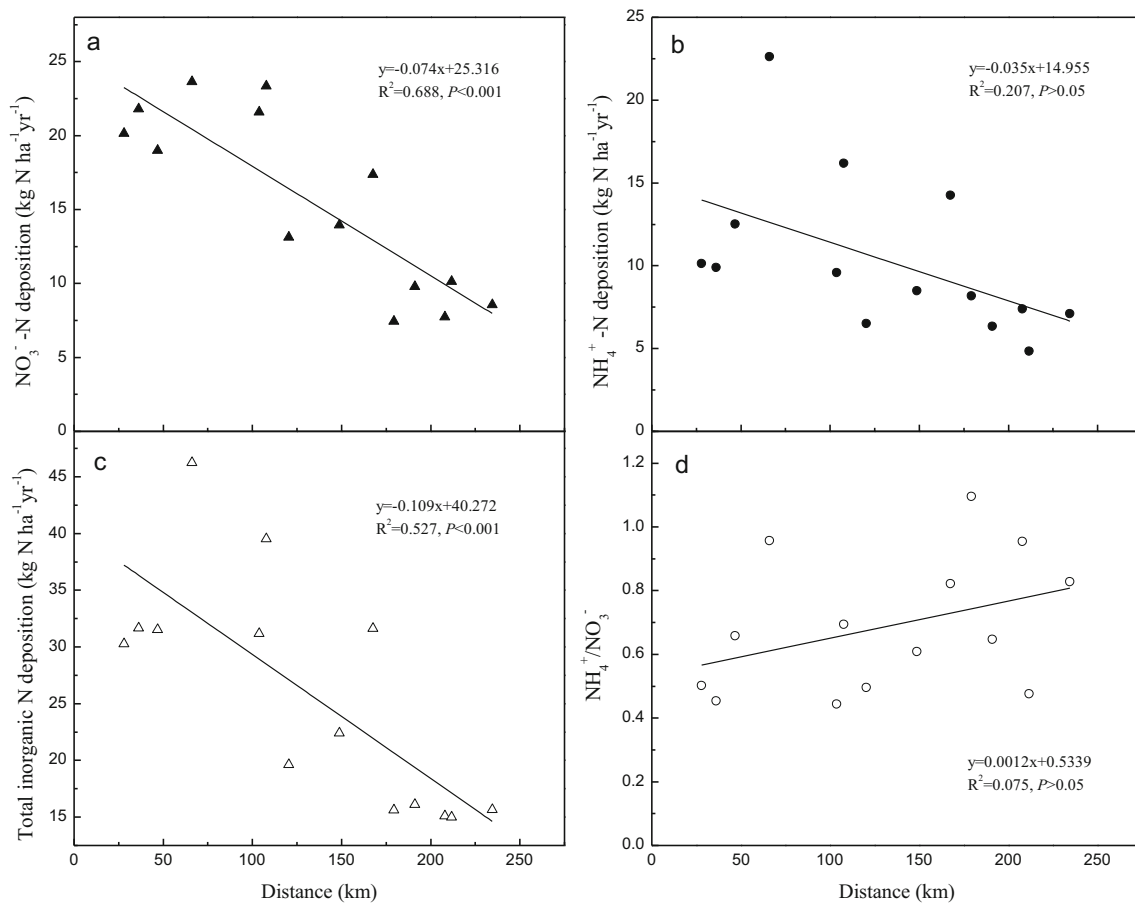 a
y=-0.074x+25.316
R²=0.688, P<0.001
NO₃⁻-N deposition (kg N ha⁻¹yr⁻¹)
25
20
15
10
5
0
b
y=-0.035x+14.955
R²=0.207, P>0.05
NH₄⁺-N deposition (kg N ha⁻¹yr⁻¹)
25
20
15
10
5
0
c
y=-0.109x+40.272
R²=0.527, P<0.001
Total inorganic N deposition (kg N ha⁻¹yr⁻¹)
45
40
35
30
25
20
15
0 50 100 150 200 250
Distance (km)
d
NH₄⁺/NO₃⁻
1.2
1.0
0.8
0.6
0.4
0.2
0.0
y=0.0012x+0.5339
R²=0.075, P>0.05
0 50 100 150 200 250
Distance (km)